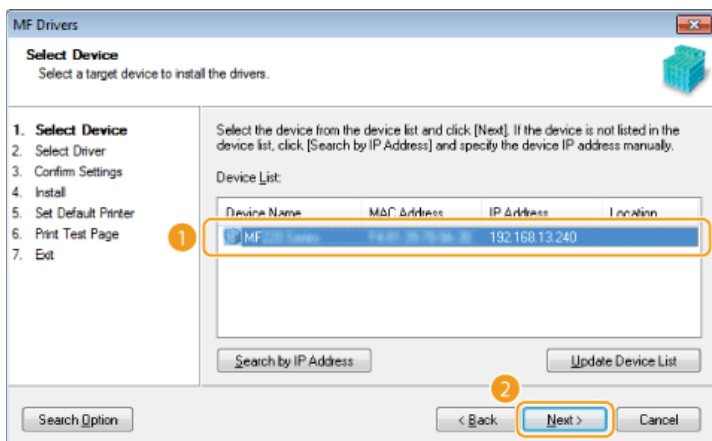 MF Drivers
Select Device
Select a target device to install the drivers.
1. Select Device
2. Select Driver
3. Confirm Settings
4. Install
5. Set Default Printer
6. Print Test Page
7. Exit
Select the device from the device list and click [Next]. If the device is not listed in the
device list, click [Search by IP Address] and specify the device IP address manually.
Device List:
Device Name MAC Address IP Address Location
1
MF 192.168.13.240
Search by IP Address Update Device List
2
Search Option < Back Next > Cancel